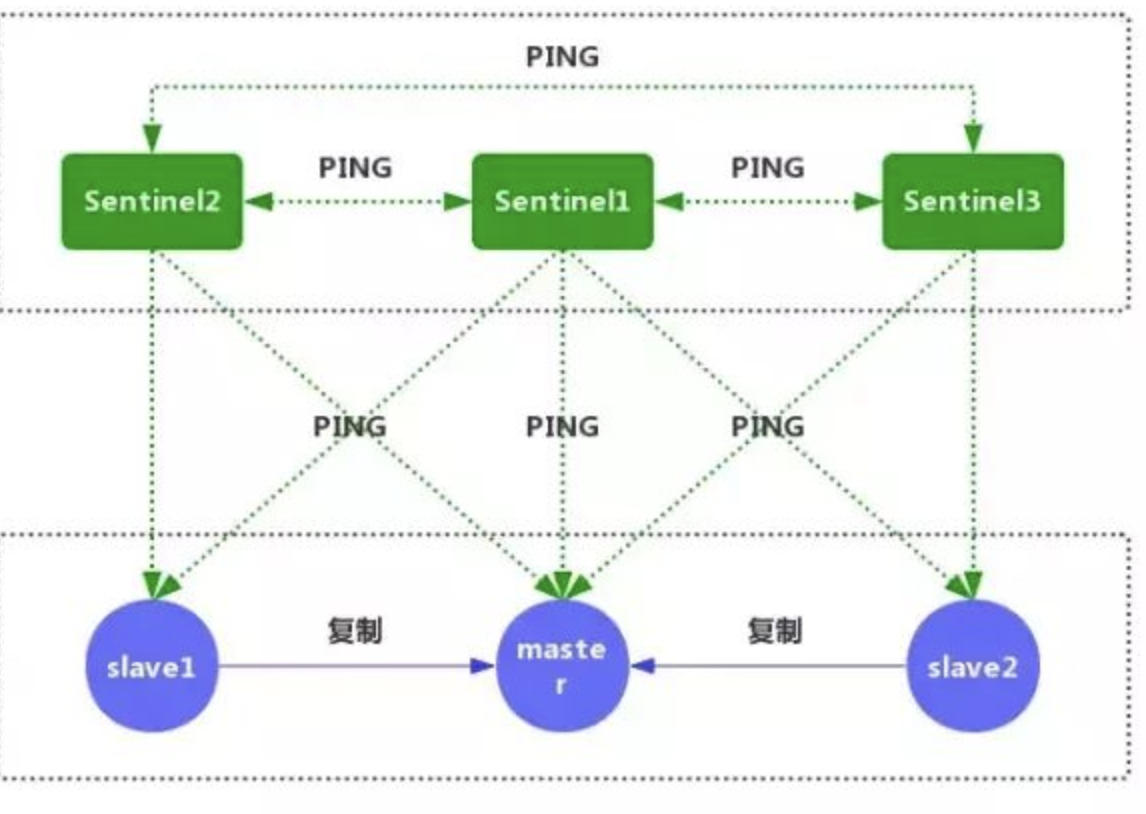 PING
PING
PING
Sentinel2
Sentinel1
Sentinel3
PING
PING
PING
复制
复制
slave1
maste
r
slave2